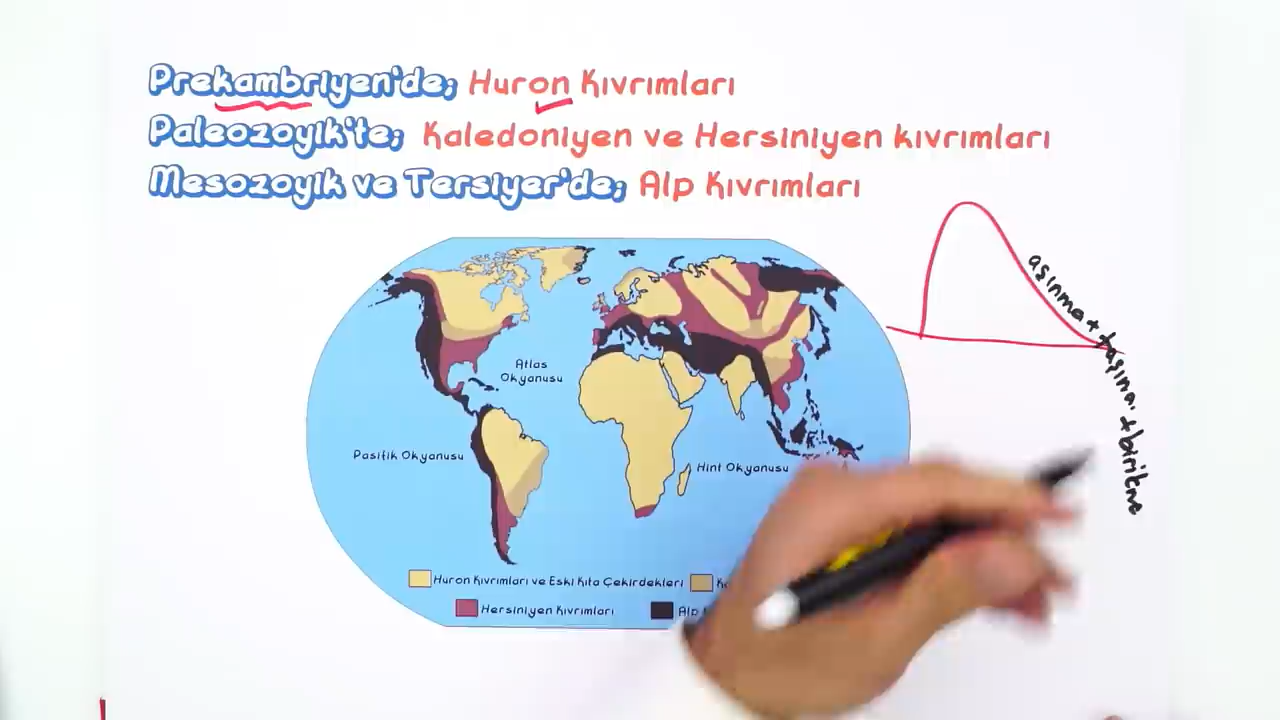 Prekambriyen'de; Huron Kıvrımları
Paleozoyik'te; Kaledoniyen ve Hersiniyen kıvrımları
Mesozoyik ve Tersiyer'de; Alp Kıvrımları
aşınma + taşıma + birikme
Atlas
Okyanusu
Pasifik Okyanusu
Hint Okyanusu
Huron Kıvrımları ve Eski Kıta Çekirdekleri
Hersiniyen Kıvrımları
Alp